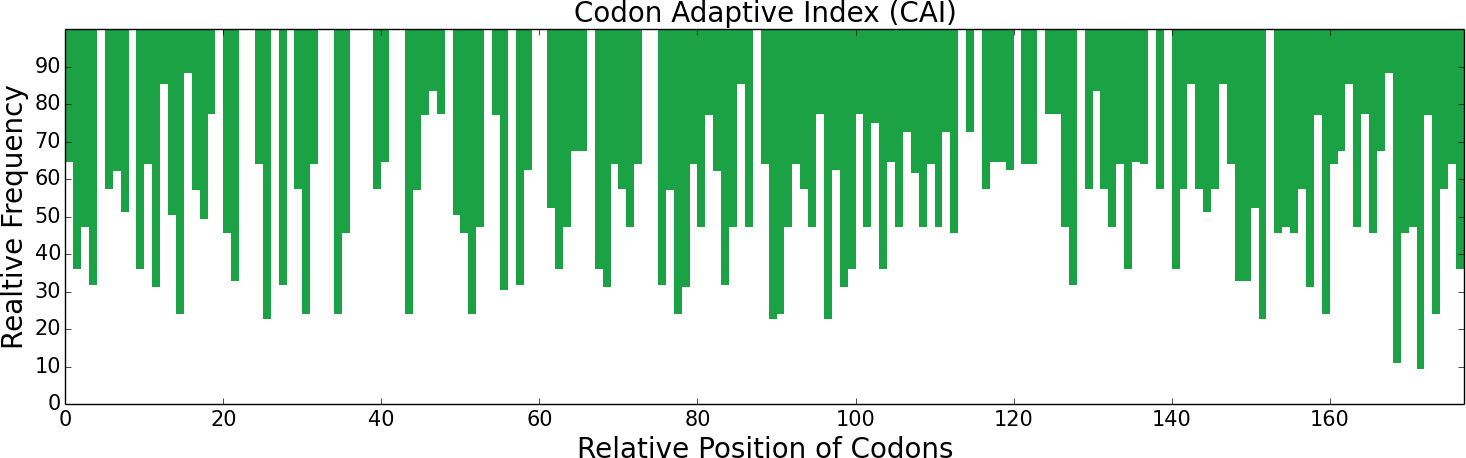 Codon Adaptive Index (CAI)
Realtive Frequency
90
80
70
60
50
40
30
20
10
0
0 20 40 60 80 100 120 140 160
Relative Position of Codons